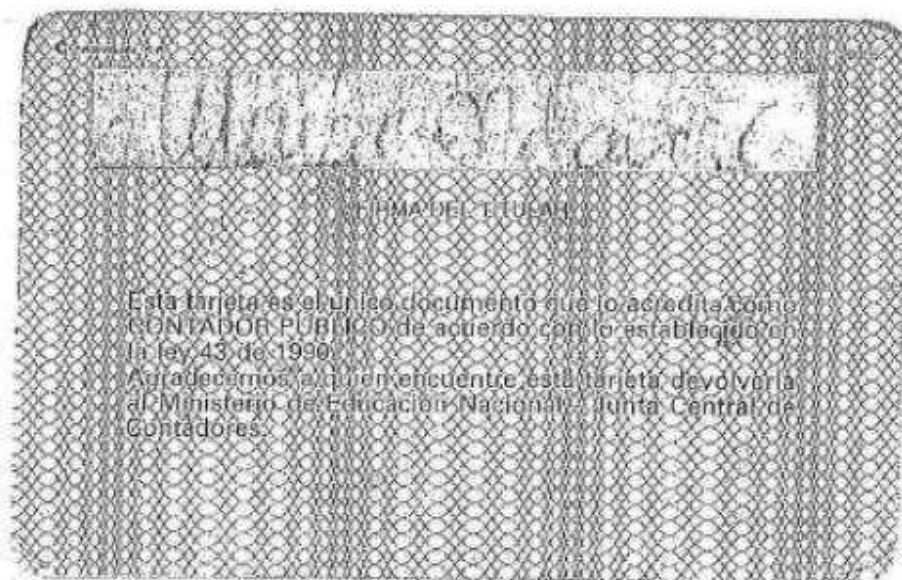 FIRMA DEL TITULAR
Esta tarjeta es el único documento que lo acredita como
CONTADOR PUBLICO de acuerdo con lo establecido en
la ley 43 de 1990.
Agradecemos a quien encuentre esta tarjeta devolverla
al Ministerio de Educación Nacional - Junta Central de
Contadores.